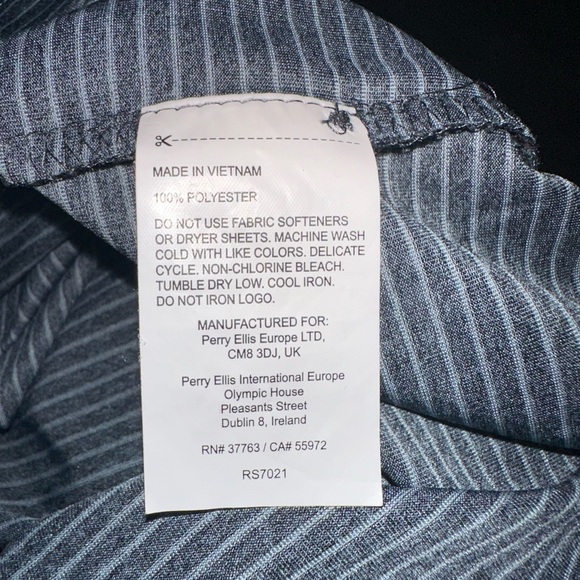 MADE IN VIETNAM
100% POLYESTER
DO NOT USE FABRIC SOFTENERS
OR DRYER SHEETS. MACHINE WASH
COLD WITH LIKE COLORS. DELICATE
CYCLE. NON-CHLORINE BLEACH.
TUMBLE DRY LOW. COOL IRON.
DO NOT IRON LOGO.
MANUFACTURED FOR:
Perry Ellis Europe LTD,
CM8 3DJ, UK
Perry Ellis International Europe
Olympic House
Pleasants Street
Dublin 8, Ireland
RN# 37763 / CA# 55972
RS7021